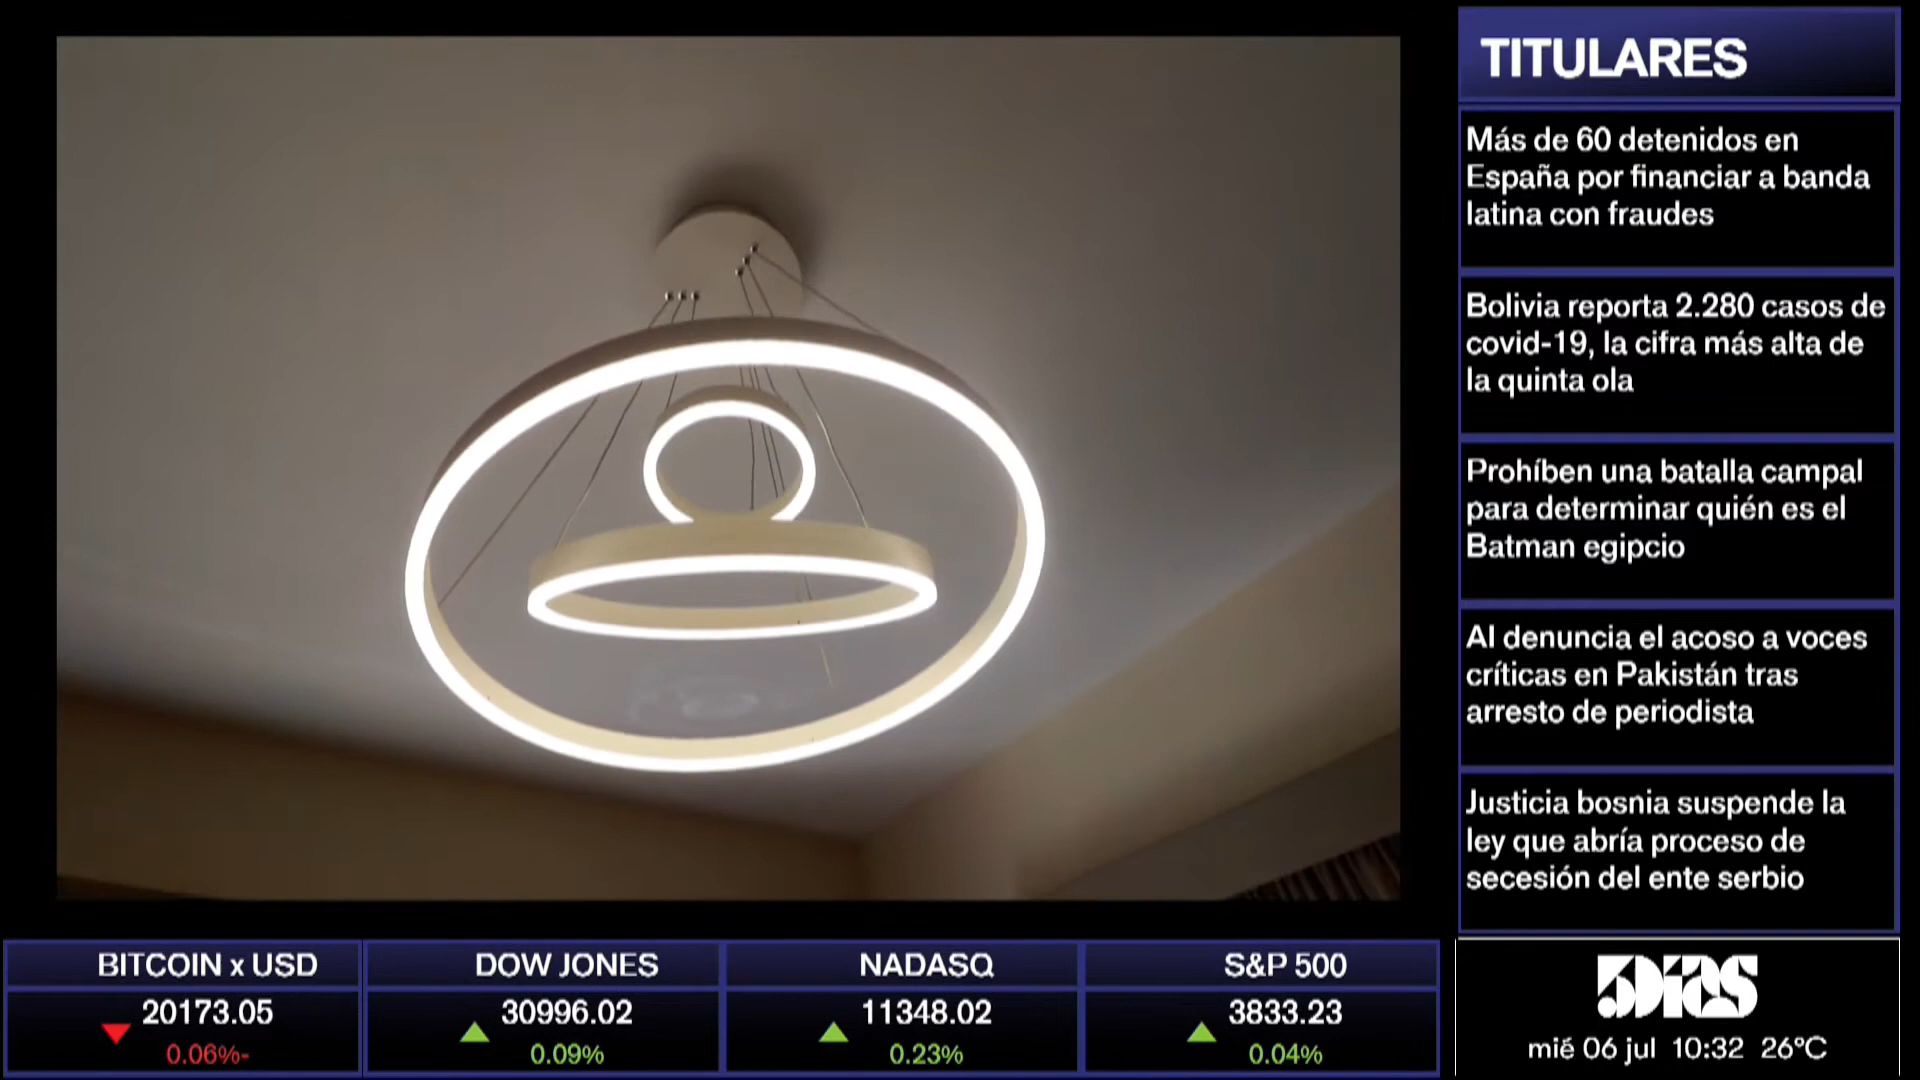 TITULARES
Más de 60 detenidos en
España por financiar a banda
latina con fraudes
Bolivia reporta 2.280 casos de
covid-19, la cifra más alta de
la quinta ola
Prohíben una batalla campal
para determinar quién es el
Batman egipcio
AI denuncia el acoso a voces
críticas en Pakistán tras
arresto de periodista
Justicia bosnia suspende la
ley que abría proceso de
secesión del ente serbio
BITCOIN x USD
20173.05
0.06%-
DOW JONES
30996.02
0.09%
NADASQ
11348.02
0.23%
S&P 500
3833.23
0.04%
5Días
mié 06 jul 10:32 26°C